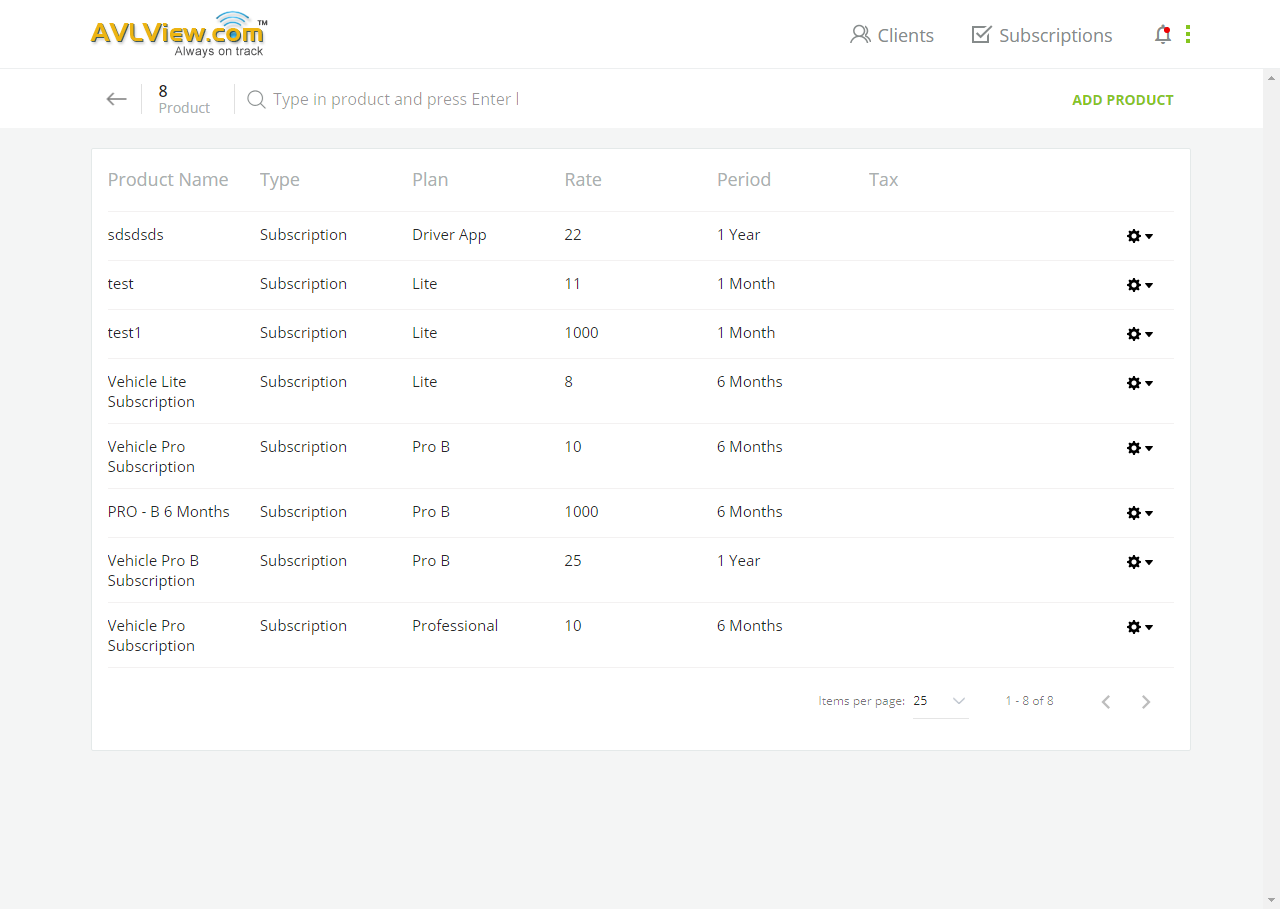 AVLView.com™
Always on track
Clients
Subscriptions
8
Product
Type in product and press Enter
ADD PRODUCT
Product Name Type Plan Rate Period Tax
sdsdsds Subscription Driver App 22 1 Year
test Subscription Lite 11 1 Month
test1 Subscription Lite 1000 1 Month
Vehicle Lite Subscription Subscription Lite 8 6 Months
Vehicle Pro Subscription Subscription Pro B 10 6 Months
PRO - B 6 Months Subscription Pro B 1000 6 Months
Vehicle Pro B Subscription Subscription Pro B 25 1 Year
Vehicle Pro Subscription Subscription Professional 10 6 Months
Items per page: 25 1 - 8 of 8